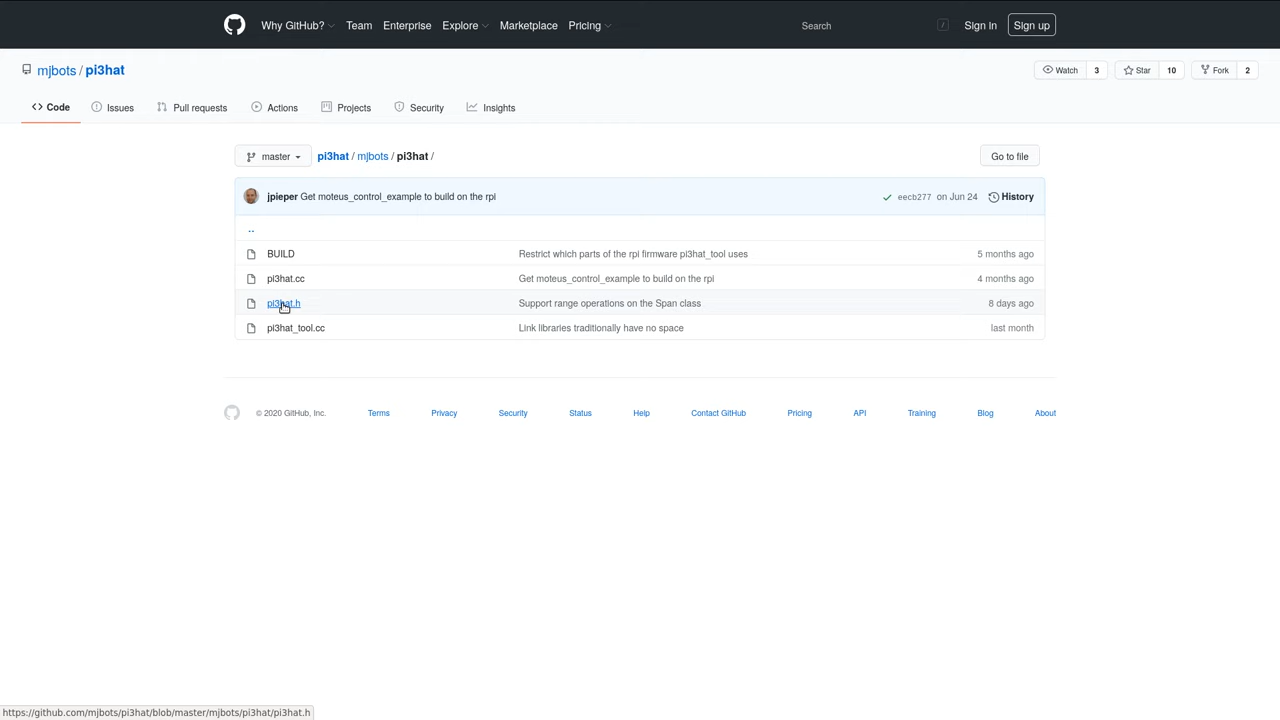 Why GitHub? Team Enterprise Explore Marketplace Pricing Search / Sign in Sign up
mjbots / pi3hat Watch 3 Star 10 Fork 2
Code Issues Pull requests Actions Projects Security Insights
master pi3hat / mjbots / pi3hat / Go to file
jpieper Get moteus_control_example to build on the rpi eecb277 on Jun 24 History
..
BUILD Restrict which parts of the rpi firmware pi3hat_tool uses 5 months ago
pi3hat.cc Get moteus_control_example to build on the rpi 4 months ago
pi3hat.h Support range operations on the Span class 8 days ago
pi3hat_tool.cc Link libraries traditionally have no space last month
© 2020 GitHub, Inc. Terms Privacy Security Status Help Contact GitHub Pricing API Training Blog About
https://github.com/mjbots/pi3hat/blob/master/mjbots/pi3hat/pi3hat.h